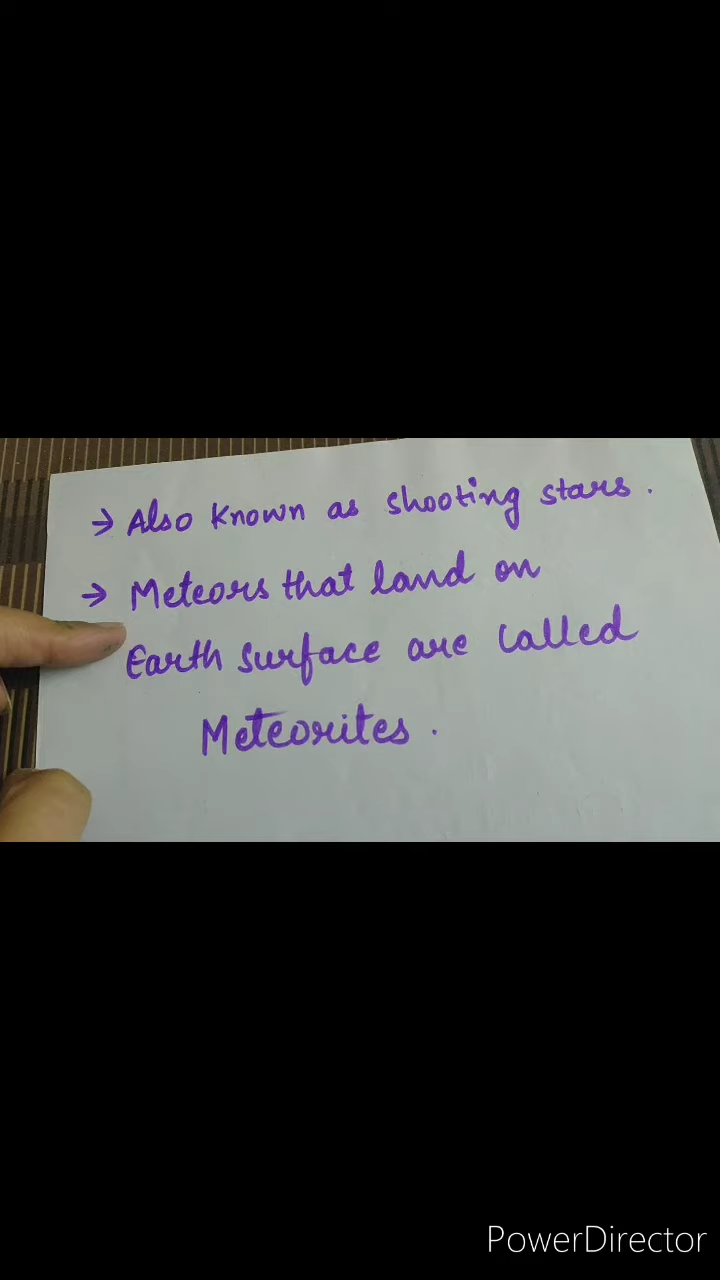 → Also known as shooting stars.
→ Meteors that land on
Earth surface are called
Meteorites.
PowerDirector